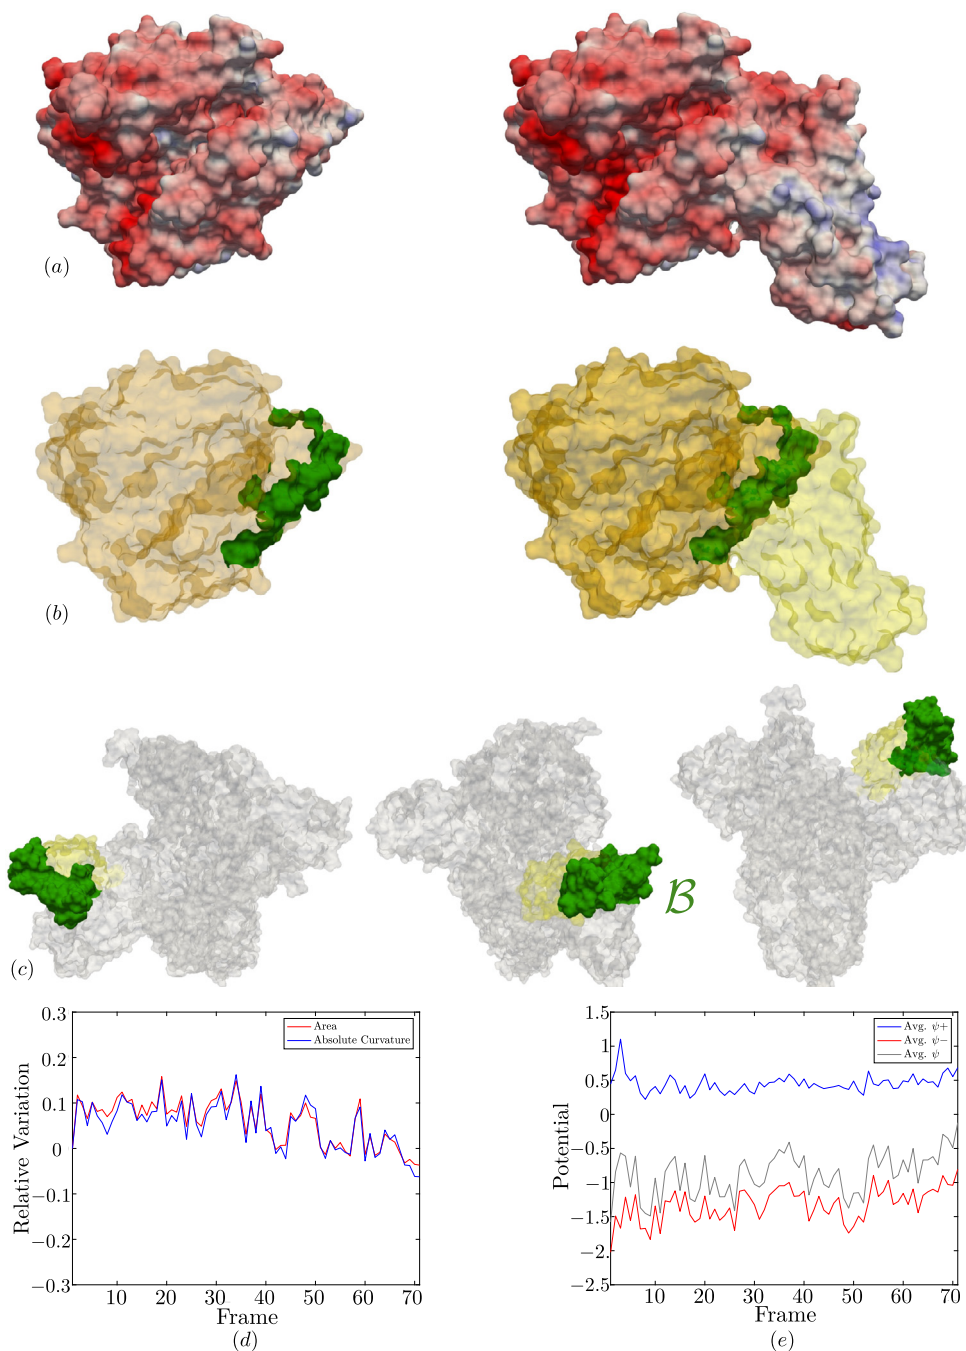 (a)
(b)
ℬ
(c)
0.3
0.2
0.1
0
−0.1
−0.2
−0.3
Relative Variation
Area
Absolute Curvature
10 20 30 40 50 60 70
Frame
(d)
1.5
1
0.5
0
−0.5
−1.
−1.5
−2.
−2.5
Potential
Avg. ψ+
Avg. ψ−
Avg. ψ
10 20 30 40 50 60 70
Frame
(e)